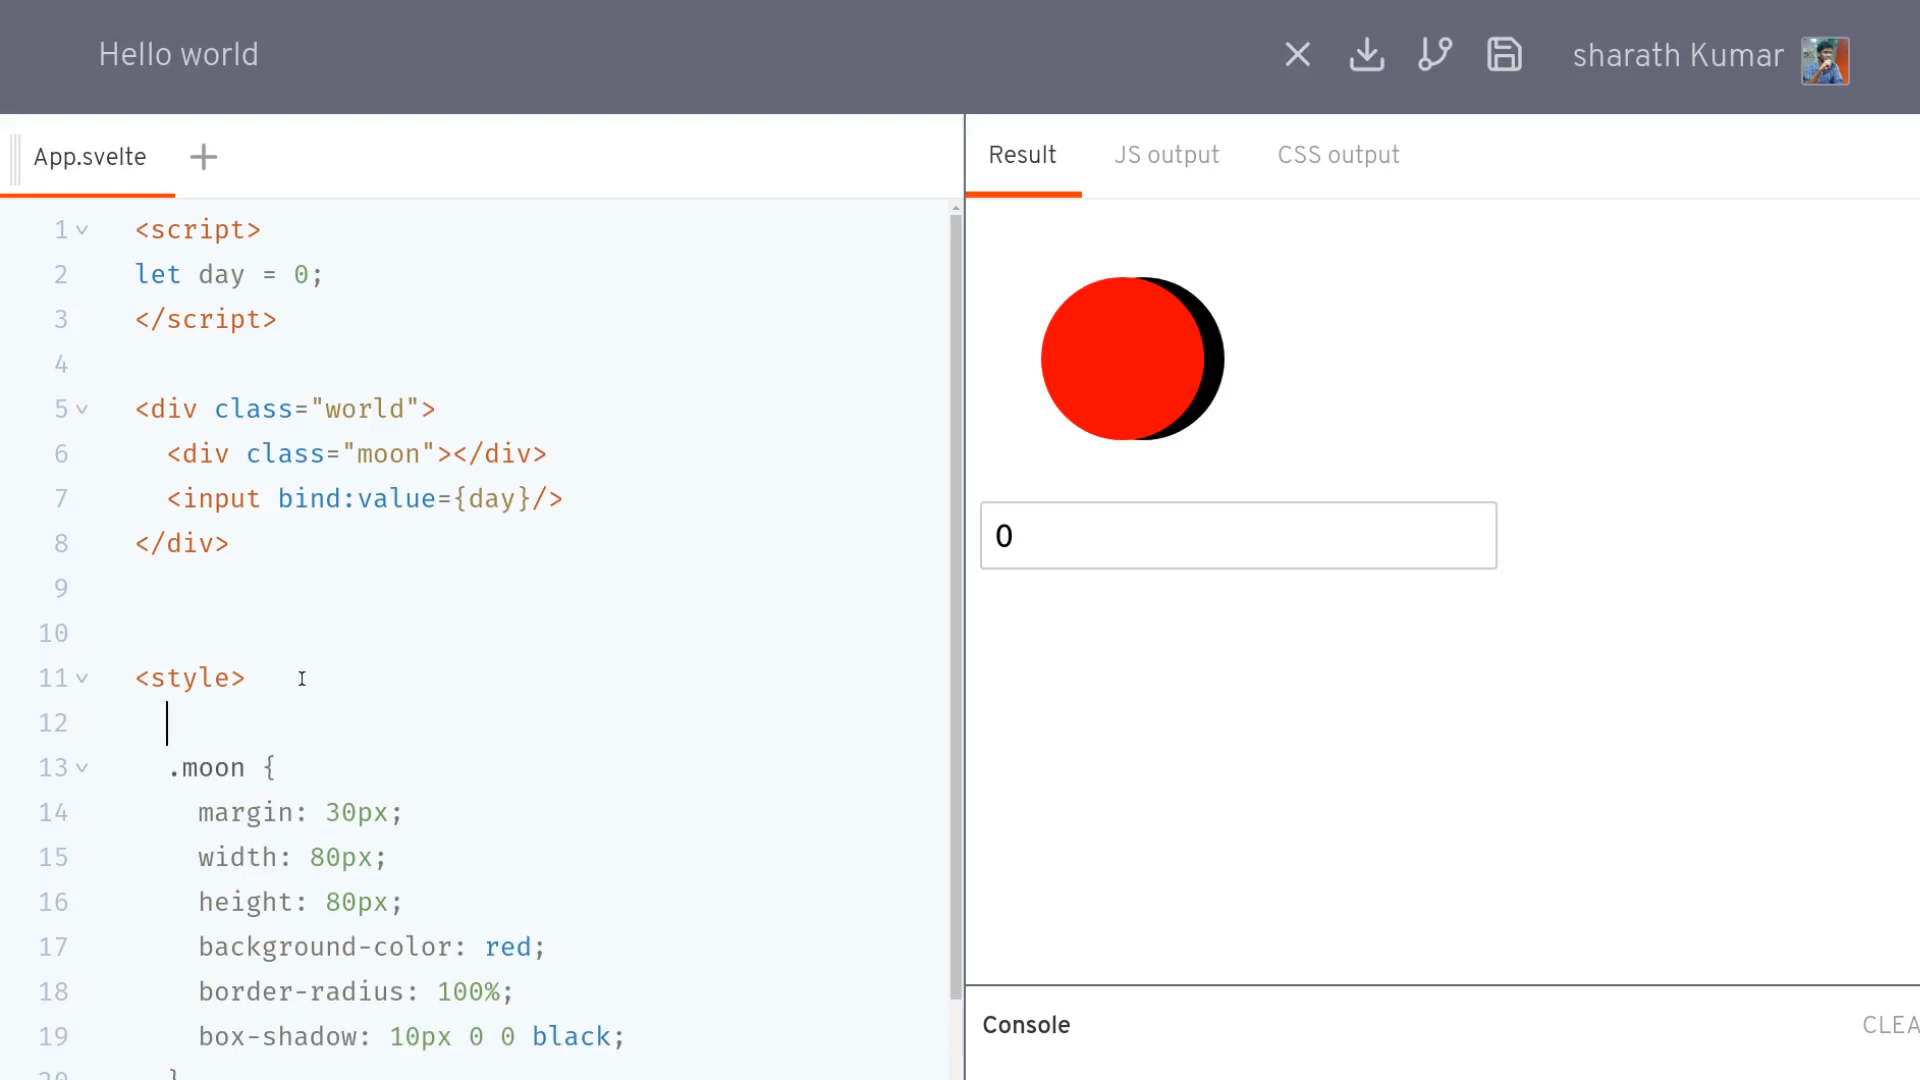 Hello world
sharath Kumar
App.svelte
Result JS output CSS output
1 <script>
2 let day = 0;
3 </script>
4
5 <div class="world">
6 <div class="moon"></div>
7 <input bind:value={day}/>
8 </div>
9
10
11 <style>
12
13 .moon {
14 margin: 30px;
15 width: 80px;
16 height: 80px;
17 background-color: red;
18 border-radius: 100%;
19 box-shadow: 10px 0 0 black;
20 }
0
Console
CLEA